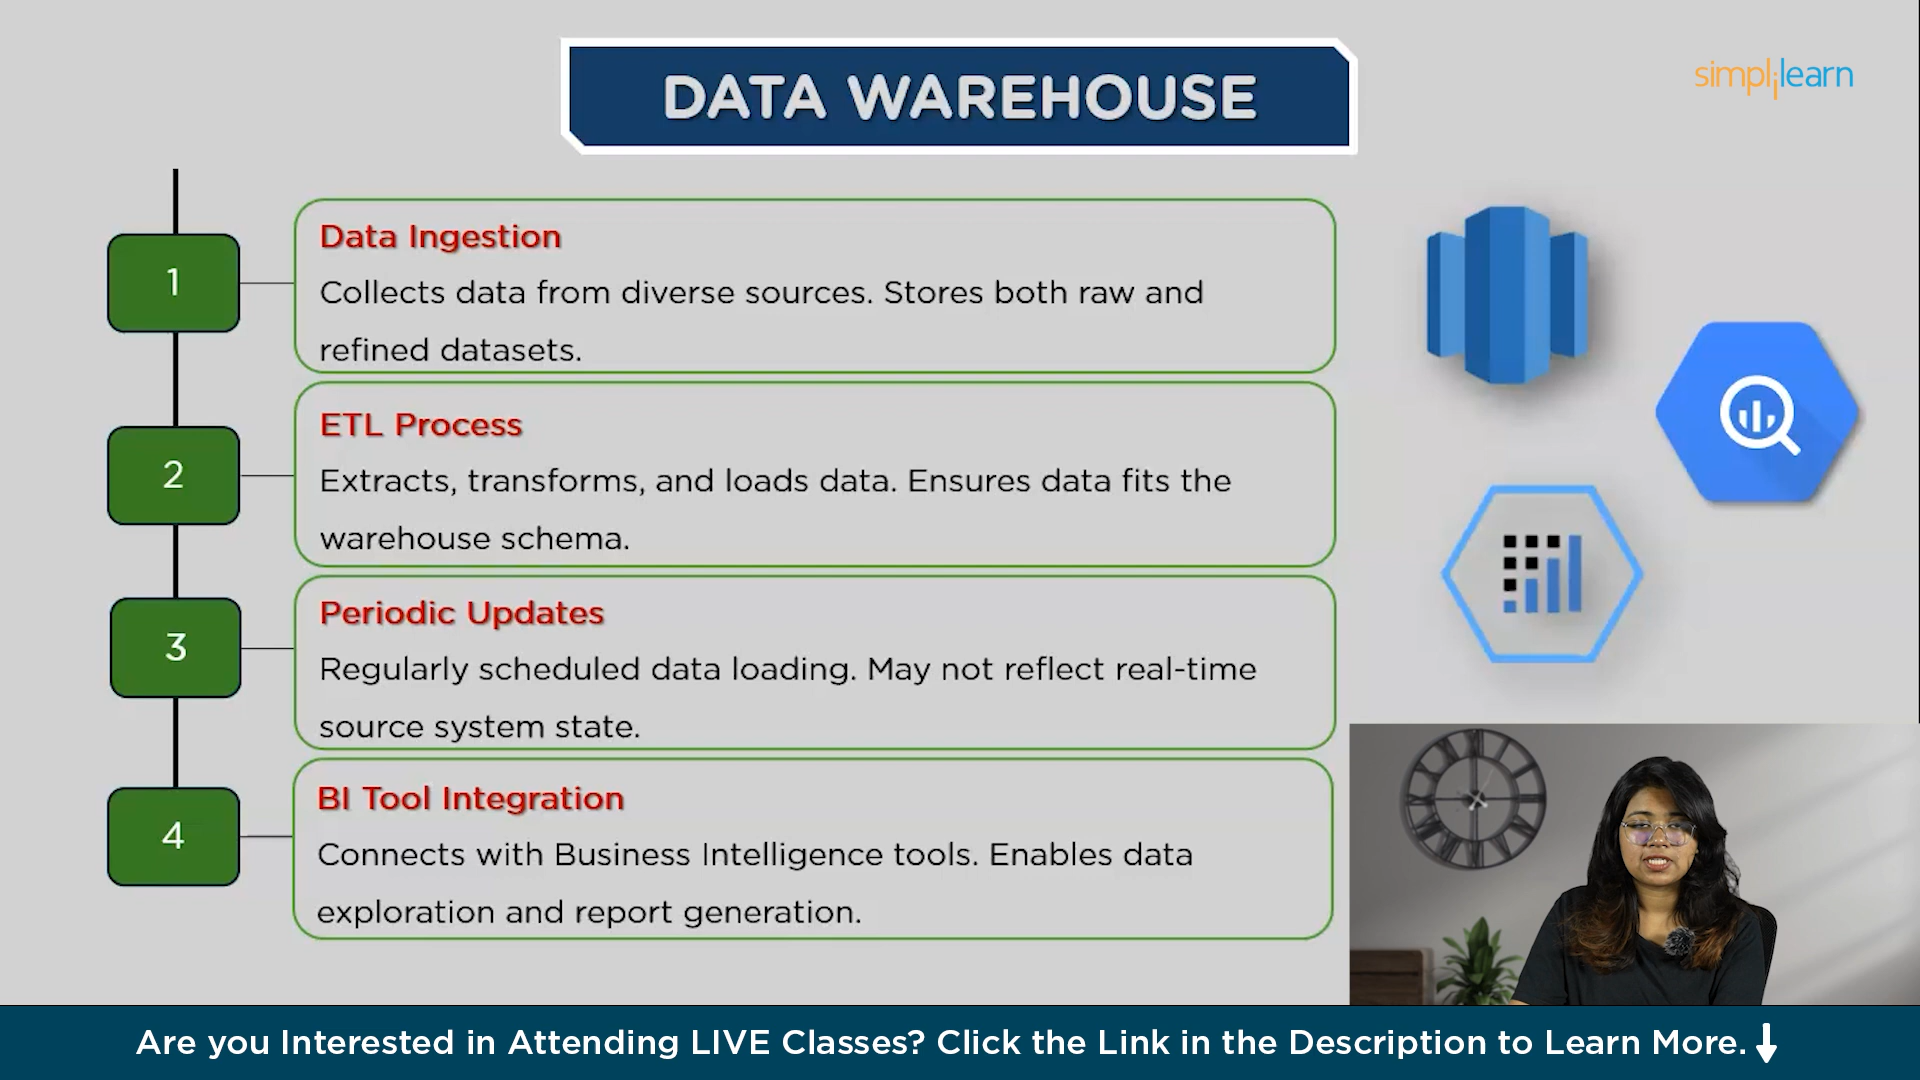 DATA WAREHOUSE
simplilearn
1
Data Ingestion
Collects data from diverse sources. Stores both raw and
refined datasets.
2
ETL Process
Extracts, transforms, and loads data. Ensures data fits the
warehouse schema.
3
Periodic Updates
Regularly scheduled data loading. May not reflect real-time
source system state.
4
BI Tool Integration
Connects with Business Intelligence tools. Enables data
exploration and report generation.
Are you Interested in Attending LIVE Classes? Click the Link in the Description to Learn More.